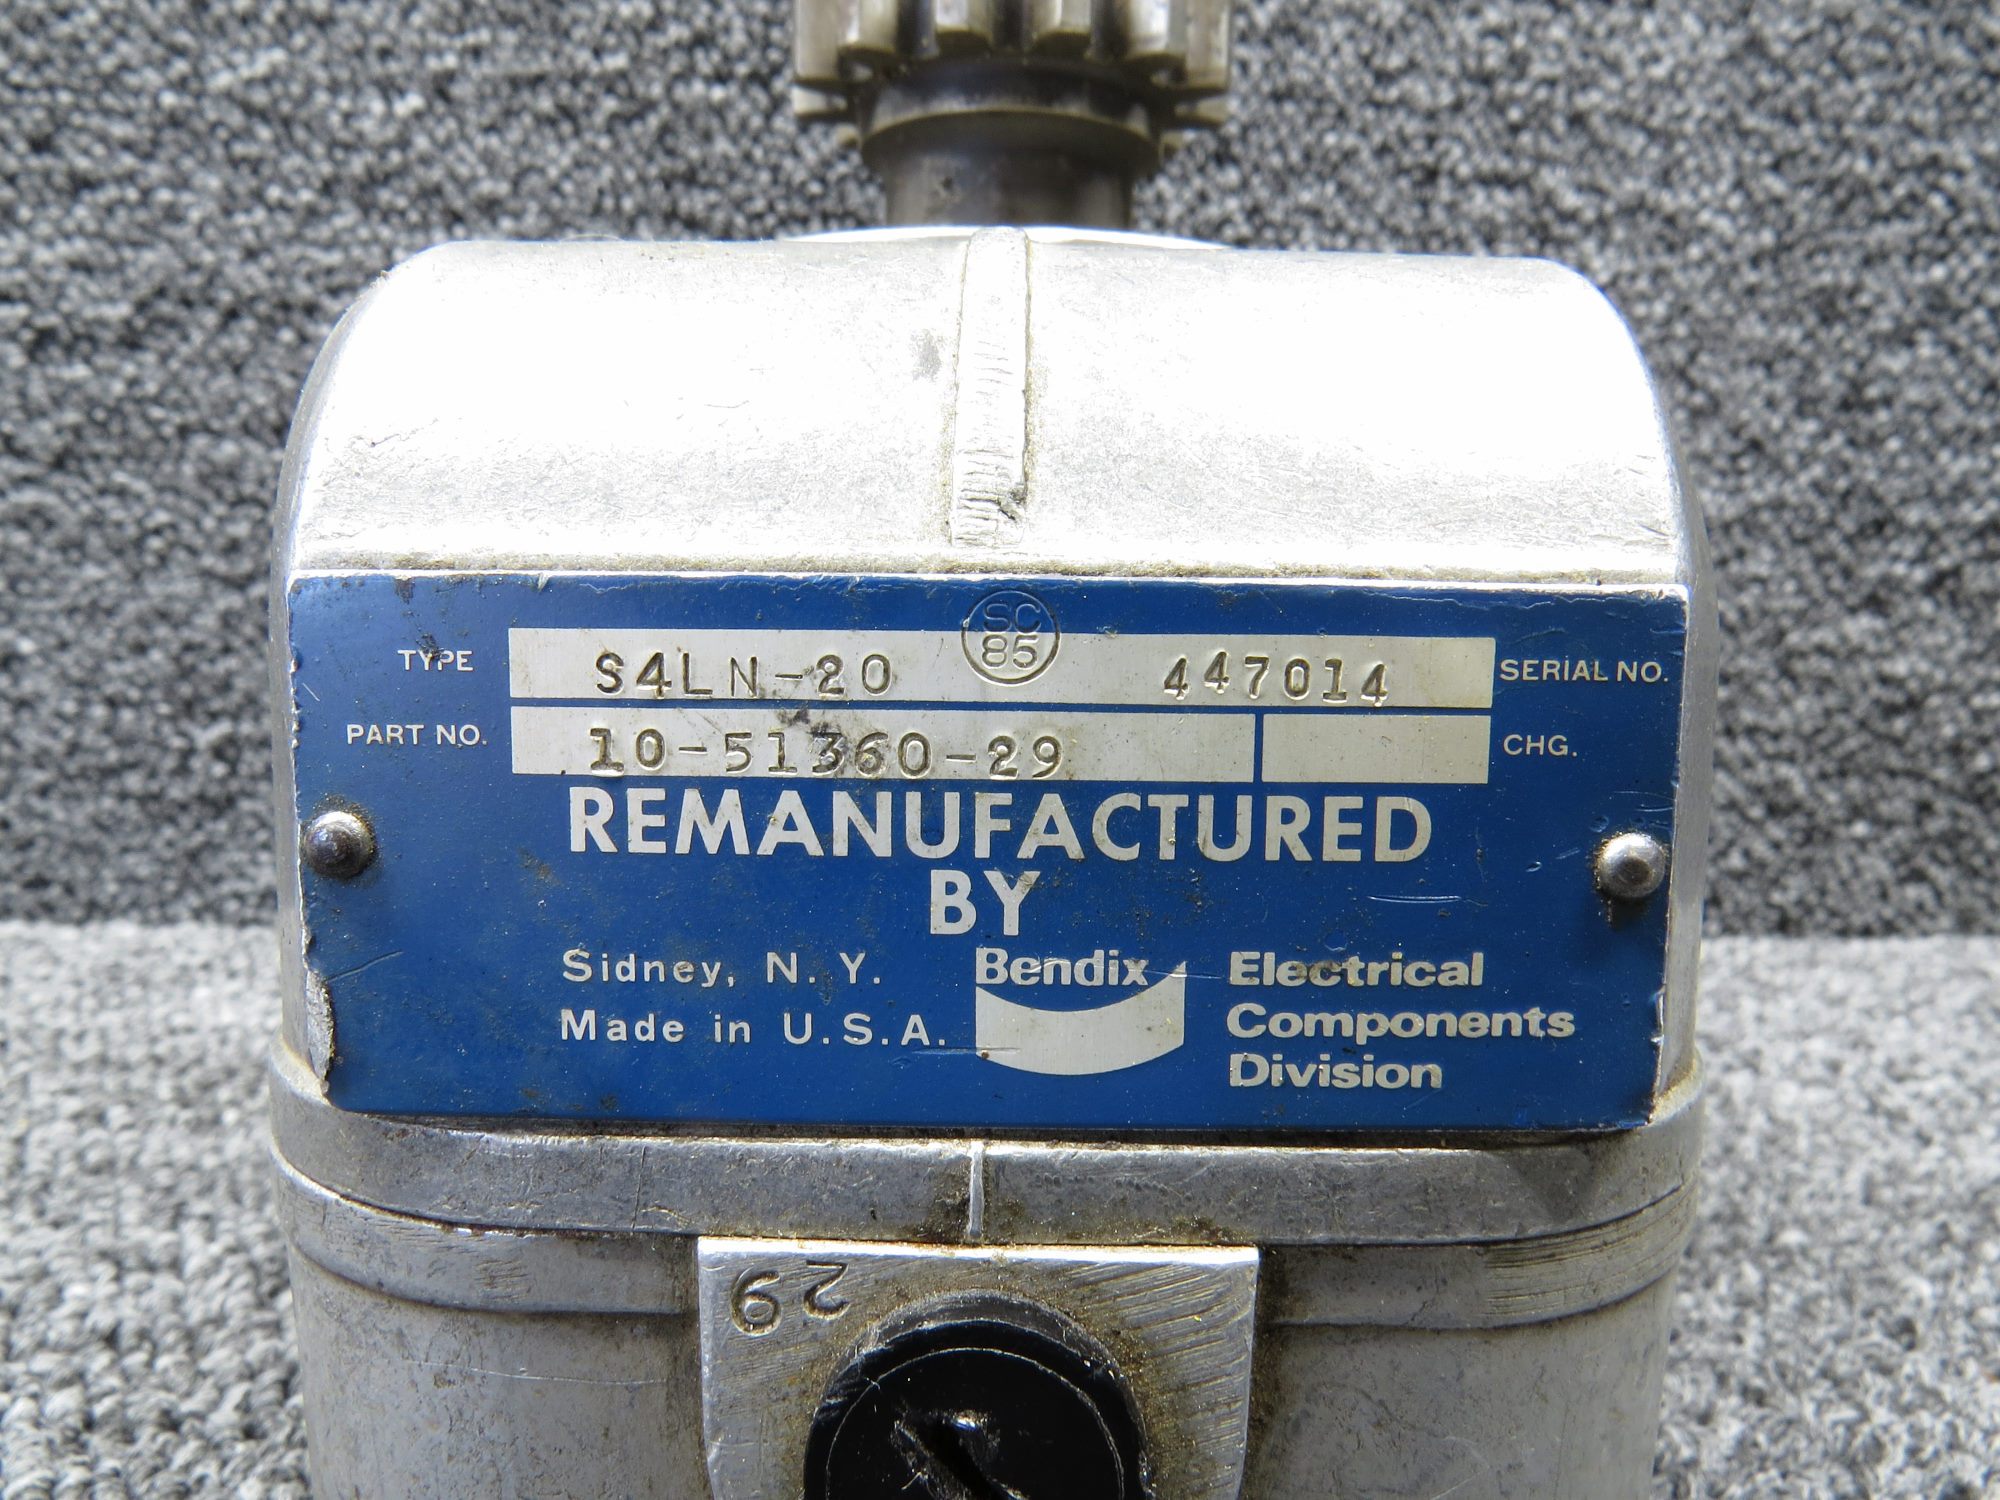 SC
85
TYPE S4LN-20 447014 SERIAL NO.
PART NO. 10-51360-29 CHG.
REMANUFACTURED
BY
Sidney, N. Y. Bendix Electrical
Made in U.S.A. Components
Division
29